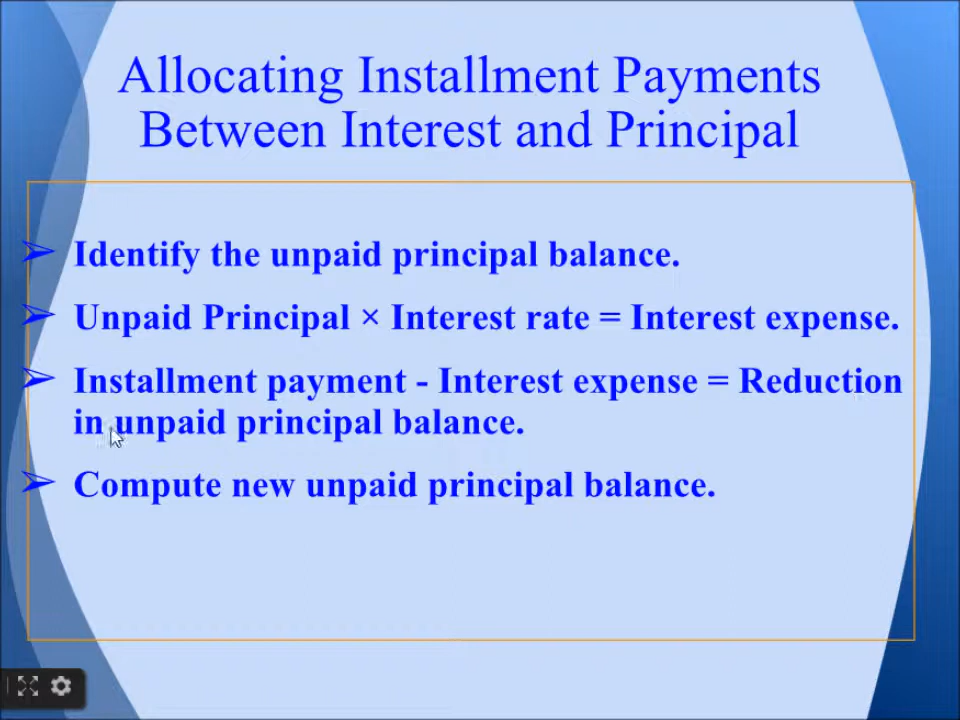 Allocating Installment Payments
Between Interest and Principal
➢ Identify the unpaid principal balance.
➢ Unpaid Principal × Interest rate = Interest expense.
➢ Installment payment - Interest expense = Reduction
in unpaid principal balance.
➢ Compute new unpaid principal balance.